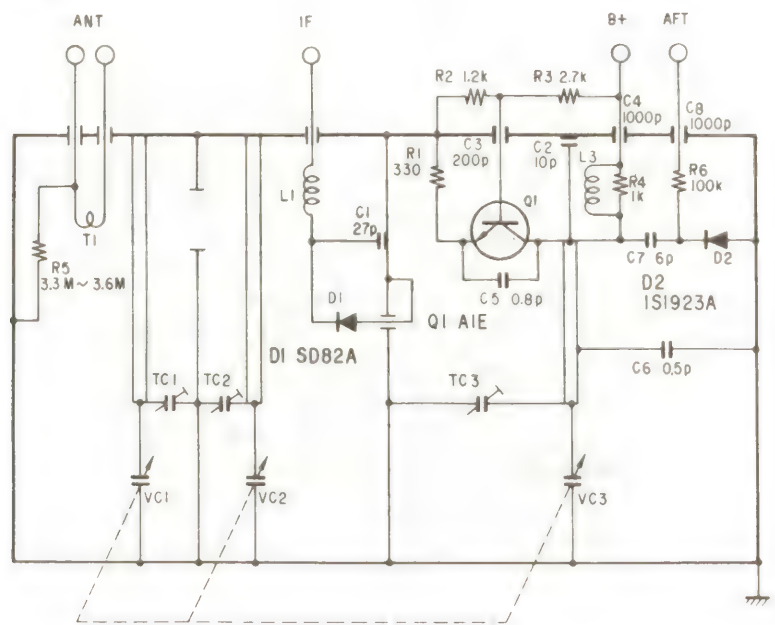 ANT
IF
B+
AFT
R2 1.2k
R3 2.7k
C4
1000p
C8
1000p
R1
330
C3
200p
C2
10p
L3
R4
1k
R6
100k
L1
C1
27p
Q1
T1
R5
3.3M~3.6M
D1
C5 0.8p
C7 6p
D2
Q1 A1E
D2
1S1923A
D1 SD82A
C6 0.5p
TC1
TC2
TC3
VC1
VC2
VC3